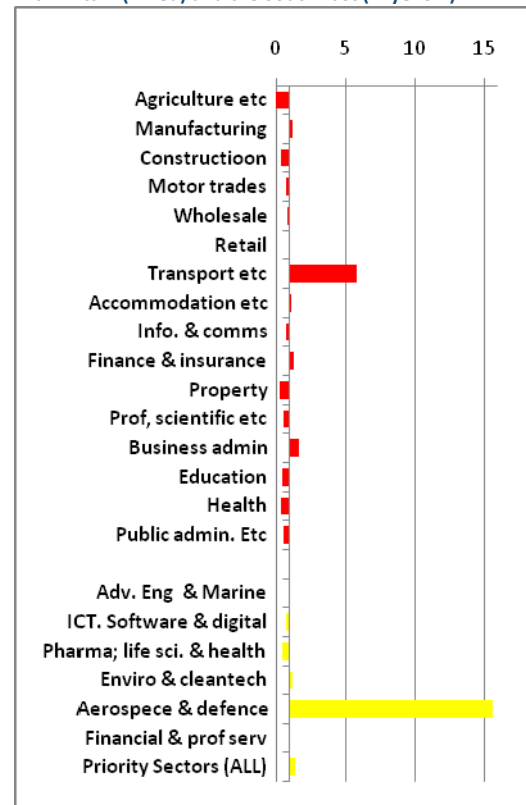 0 5 10 15
Agriculture etc
Manufacturing
Constructioon
Motor trades
Wholesale
Retail
Transport etc
Accommodation etc
Info. & comms
Finance & insurance
Property
Prof, scientific etc
Business admin
Education
Health
Public admin. Etc
Adv. Eng & Marine
ICT. Software & digital
Pharma; life sci. & health
Enviro & cleantech
Aerospece & defence
Financial & prof serv
Priority Sectors (ALL)